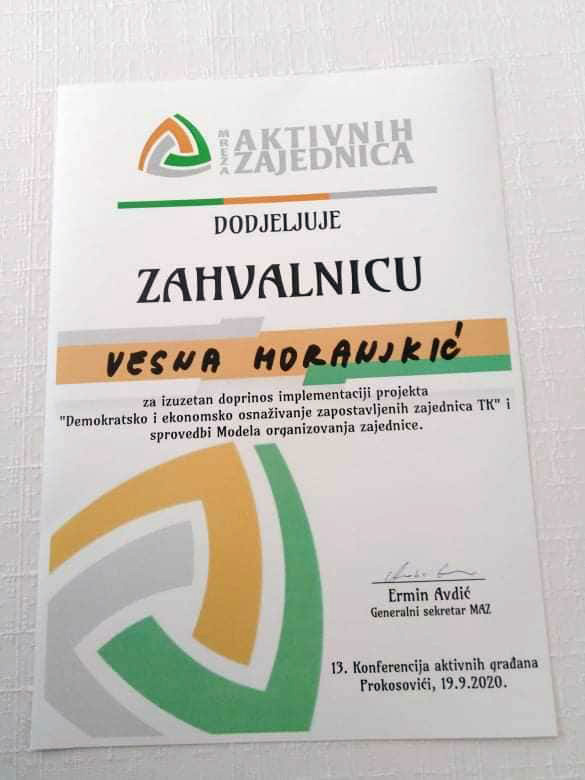 MREŽA
AKTIVNIH
ZAJEDNICA
DODJELJUJE
ZAHVALNICU
VESNA MORANJKIĆ
za izuzetan doprinos implementaciji projekta
"Demokratsko i ekonomsko osnaživanje zapostavljenih zajednica TK" i
sprovedbi Modela organizovanja zajednice.
Ermin Avdić
Generalni sekretar MAZ
13. Konferencija aktivnih građana
Prokosovići, 19.9.2020.